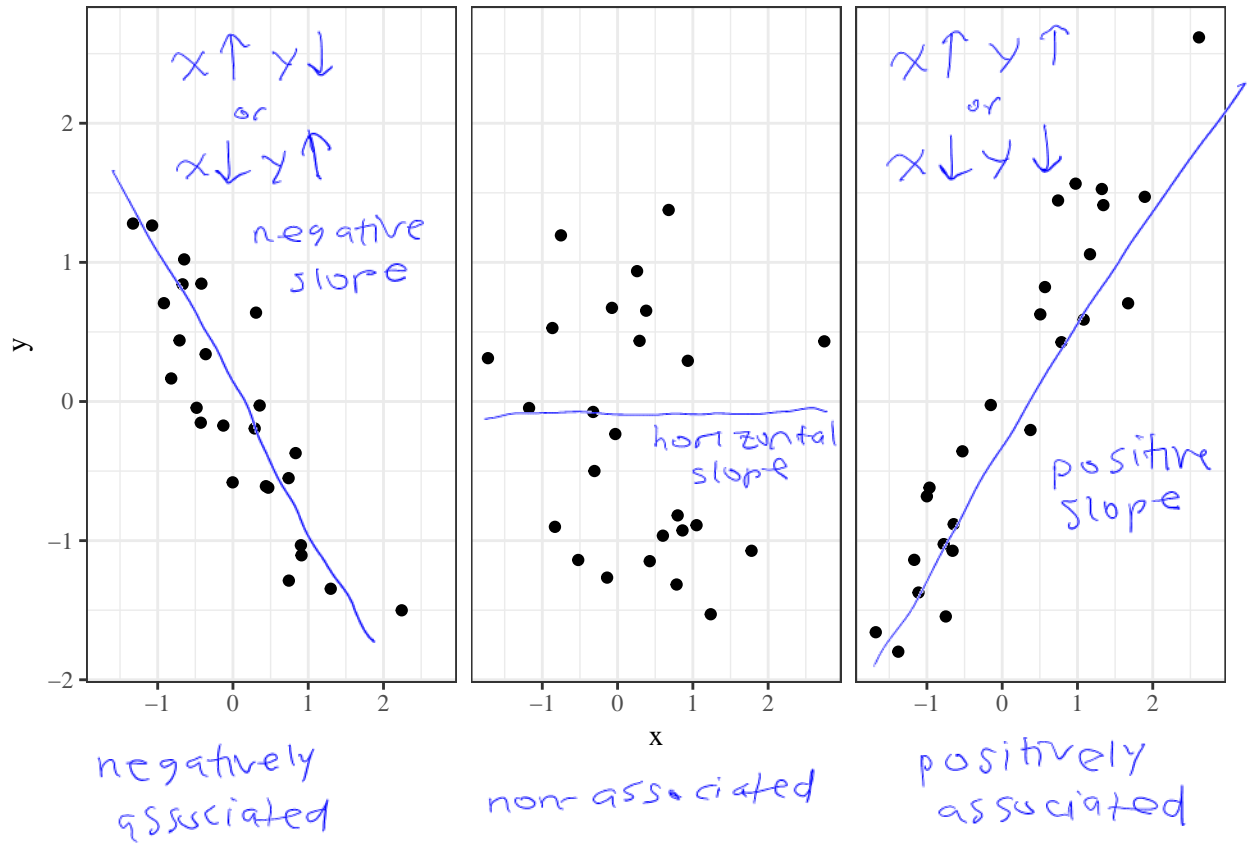 X ↑ Y ↓
or
X ↓ Y ↑
negative
slope
horizontal
slope
X ↑ Y ↑
or
X ↓ Y ↓
positive
slope
y
2
1
0
−1
−2
−1 0 1 2
−1 0 1 2
−1 0 1 2
x
negatively
associated
non-associated
positively
associated